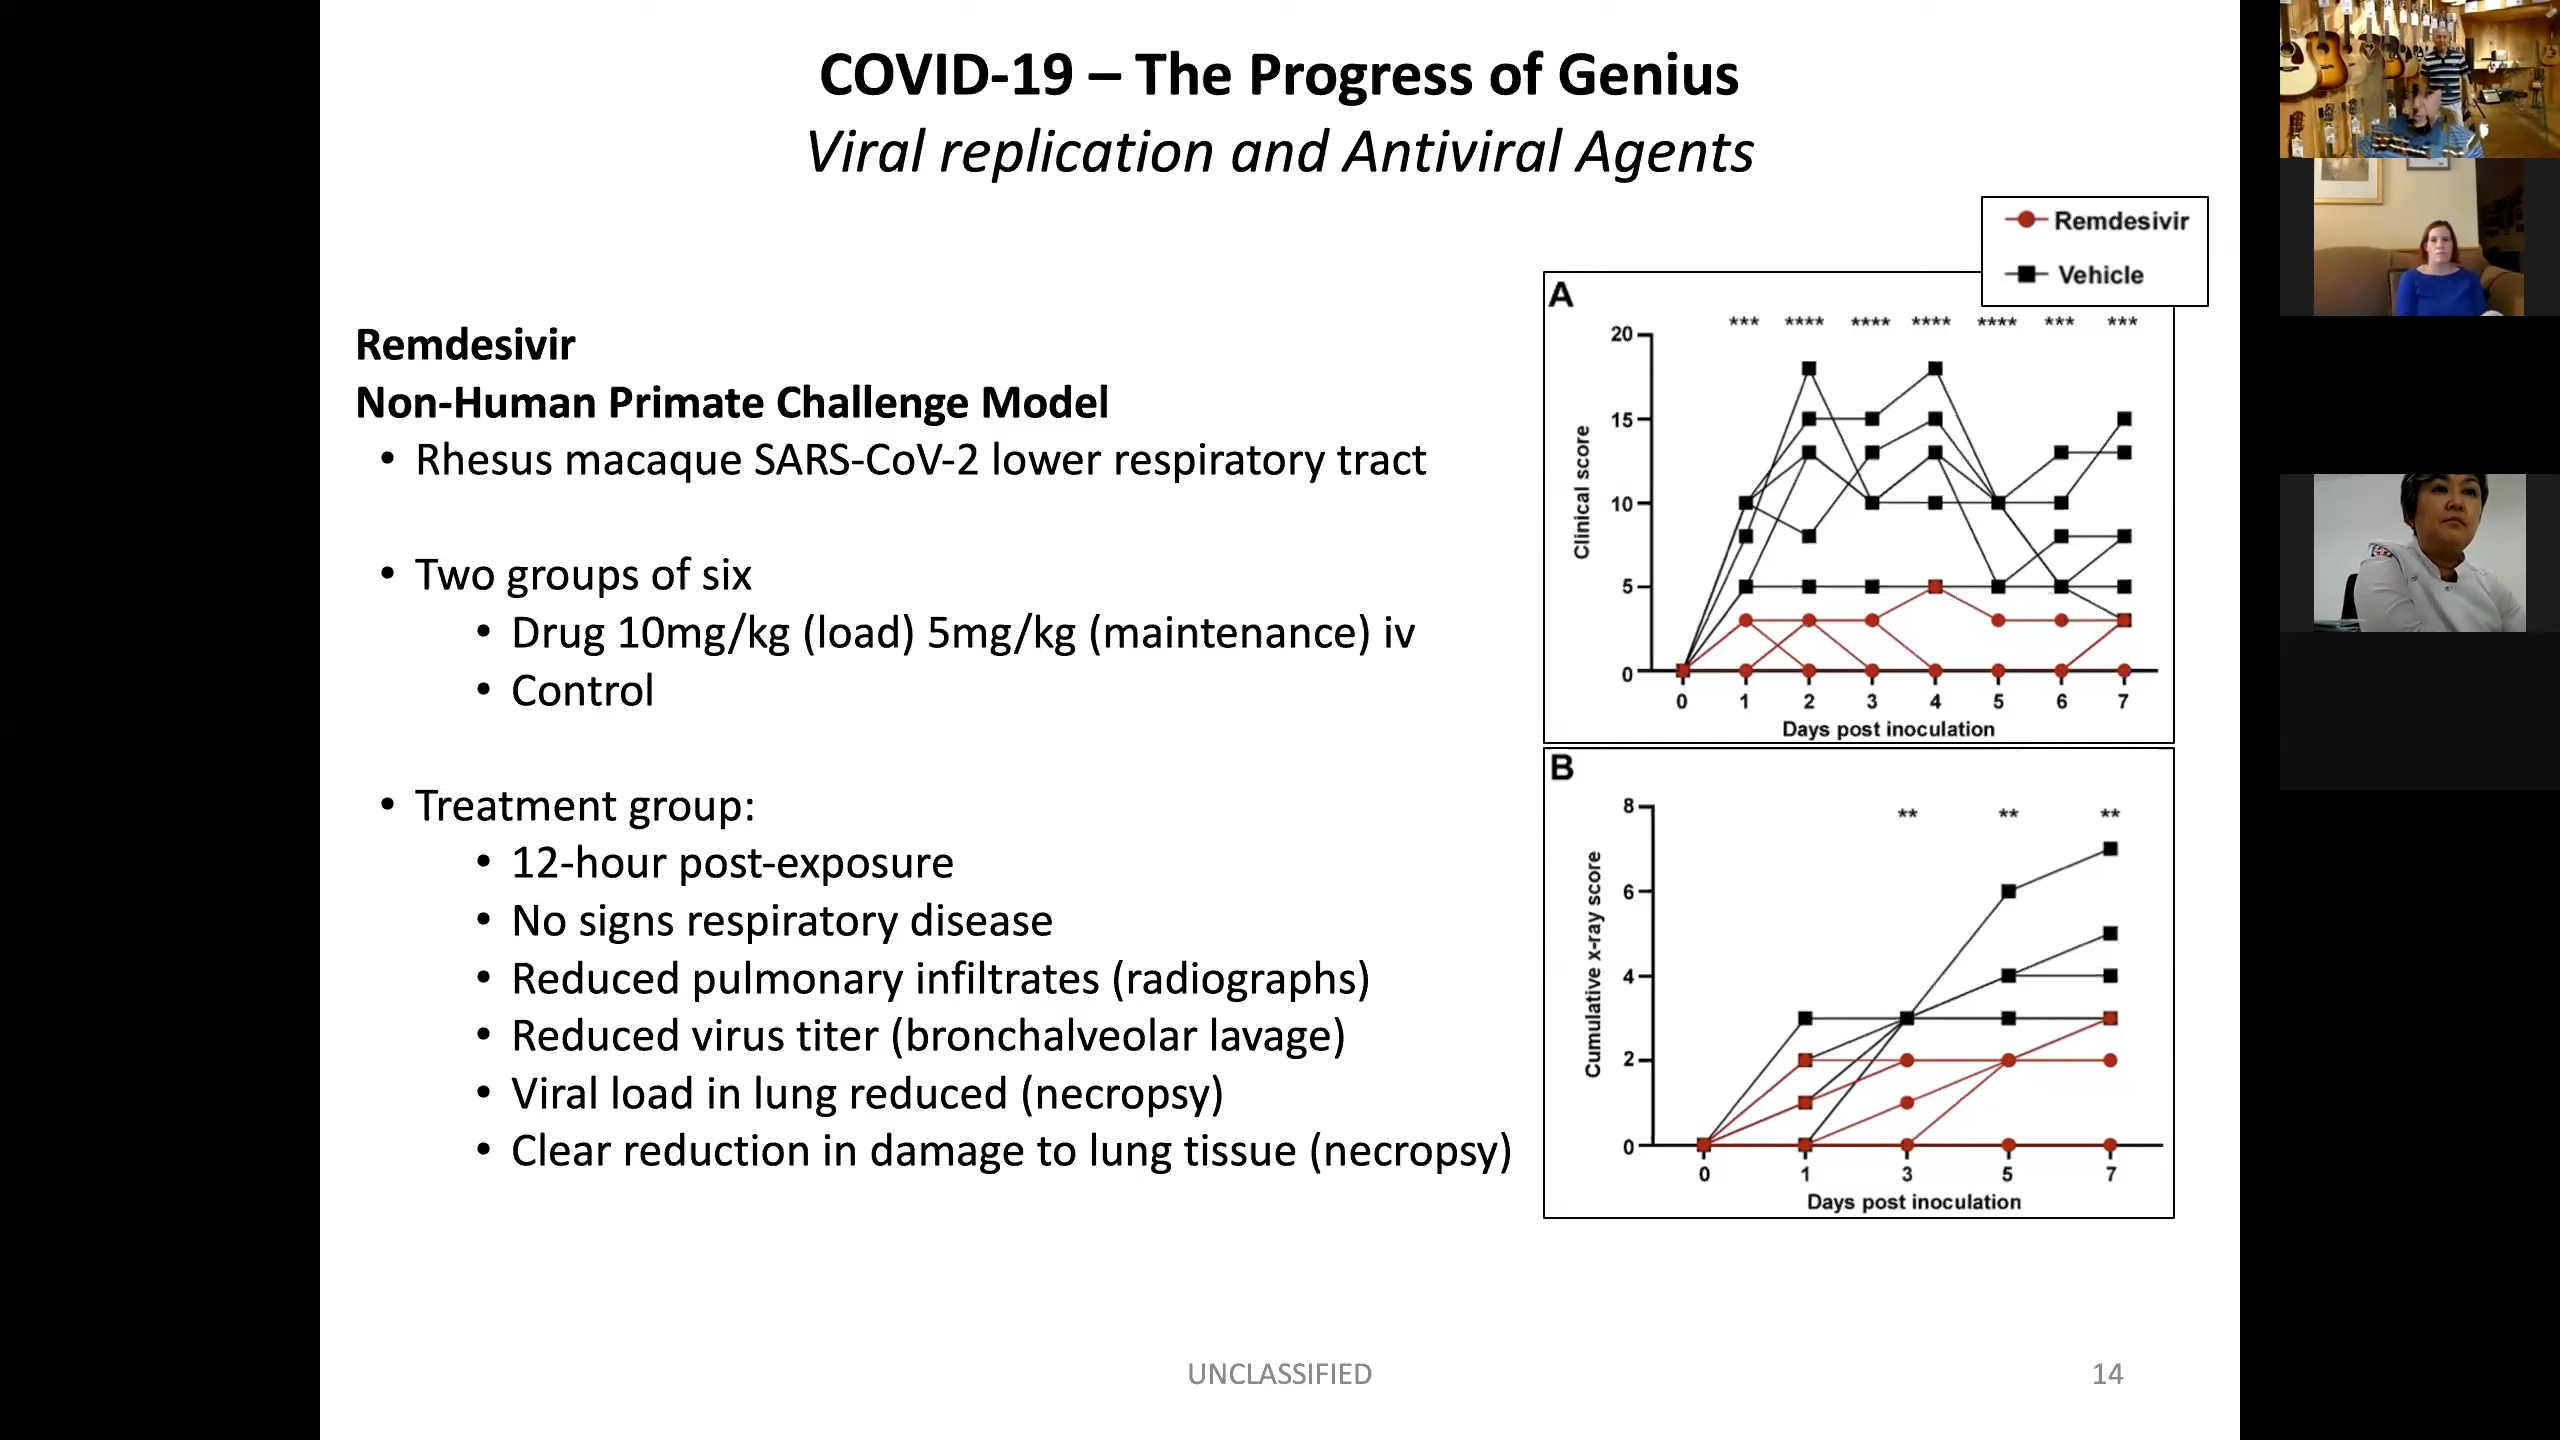 COVID-19 – The Progress of Genius
Viral replication and Antiviral Agents
Remdesivir
Non-Human Primate Challenge Model
• Rhesus macaque SARS-CoV-2 lower respiratory tract
• Two groups of six
• Drug 10mg/kg (load) 5mg/kg (maintenance) iv
• Control
• Treatment group:
• 12-hour post-exposure
• No signs respiratory disease
• Reduced pulmonary infiltrates (radiographs)
• Reduced virus titer (bronchalveolar lavage)
• Viral load in lung reduced (necropsy)
• Clear reduction in damage to lung tissue (necropsy)
Remdesivir
Vehicle
A
*** **** **** **** **** *** ***
20
15
10
5
0
Clinical score
0 1 2 3 4 5 6 7
Days post inoculation
B
** ** **
8
6
4
2
0
Cumulative x-ray score
0 1 3 5 7
Days post inoculation
UNCLASSIFIED
14